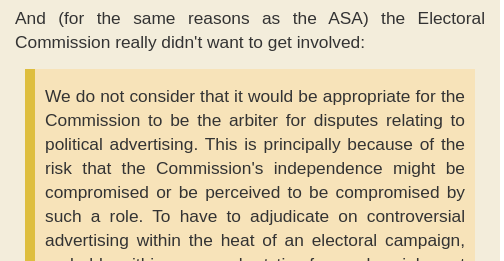 And (for the same reasons as the ASA) the Electoral
Commission really didn't want to get involved:
We do not consider that it would be appropriate for the
Commission to be the arbiter for disputes relating to
political advertising. This is principally because of the
risk that the Commission's independence might be
compromised or be perceived to be compromised by
such a role. To have to adjudicate on controversial
advertising within the heat of an electoral campaign,